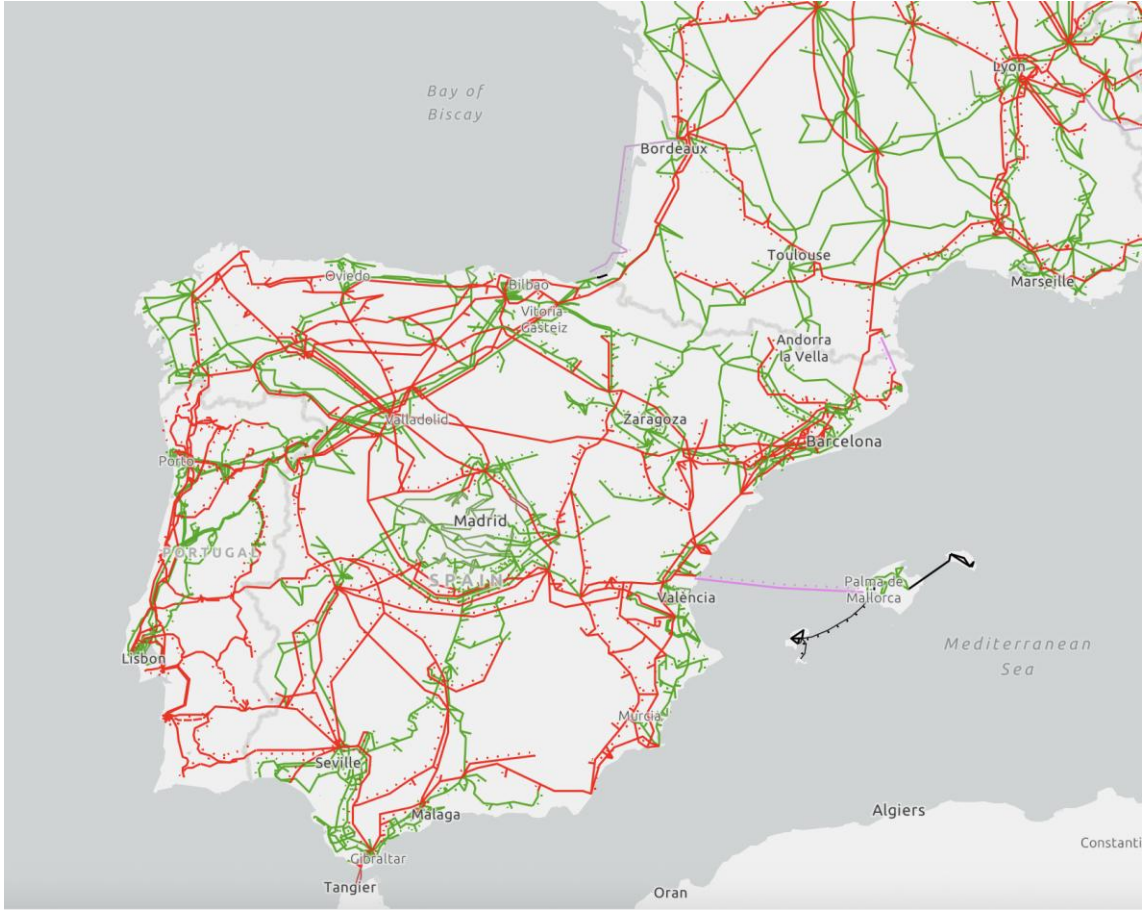 Lyon
Bay of
Biscay
Bordeaux
Toulouse
Oviedo
Marseille
Bilbao
Vitoria-
Gasteiz
Andorra
la Vella
Valladolid
Zaragoza
Barcelona
Porto
Madrid
PORTUGAL
SPAIN
Palma de
Mallorca
València
Mediterranean
Sea
Lisbon
Murcia
Seville
Málaga
Algiers
Constanti
Gibraltar
Tangier
Oran